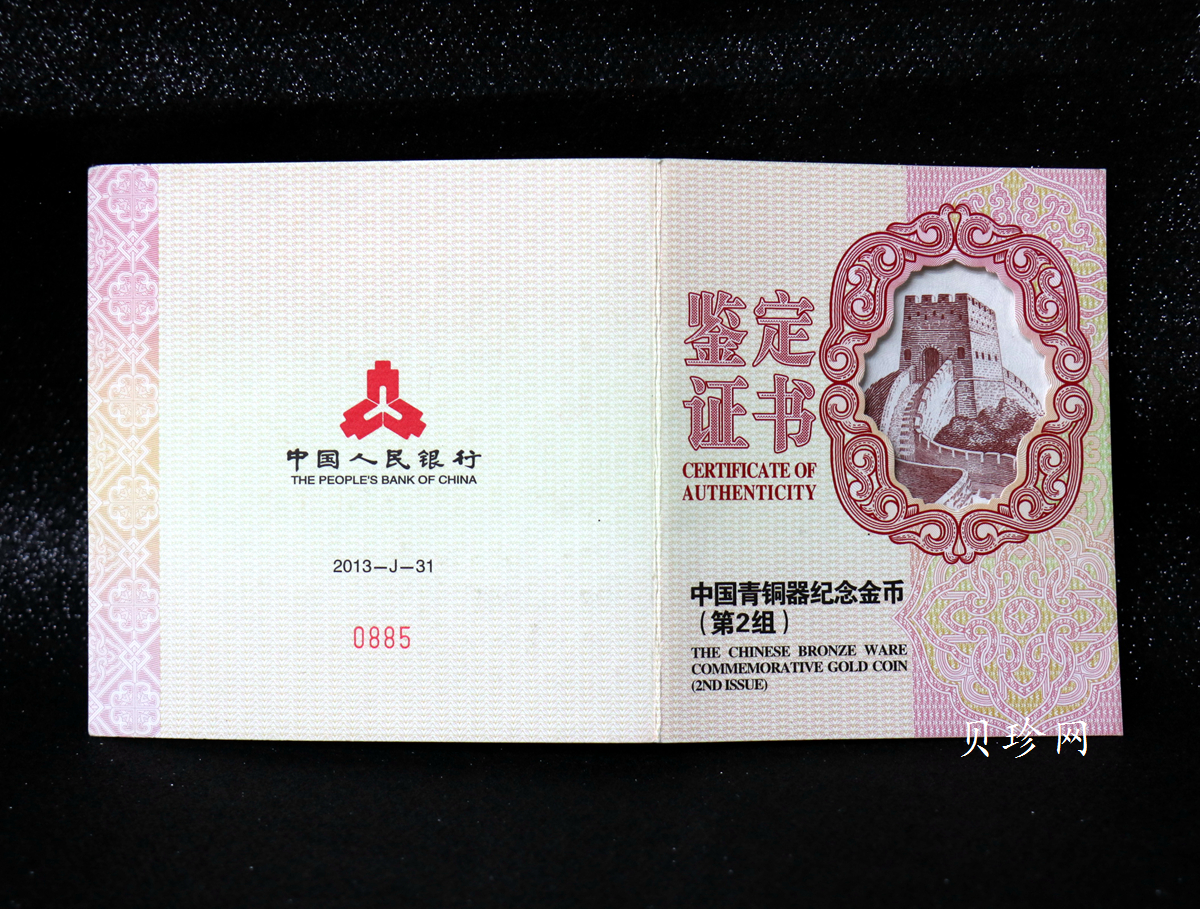 中国人民银行
THE PEOPLE'S BANK OF CHINA
2013—J—31
0885
鉴定
证书
CERTIFICATE OF
AUTHENTICITY
中国青铜器纪念金币
（第2组）
THE CHINESE BRONZE WARE
COMMEMORATIVE GOLD COIN
(2ND ISSUE)
贝珍网